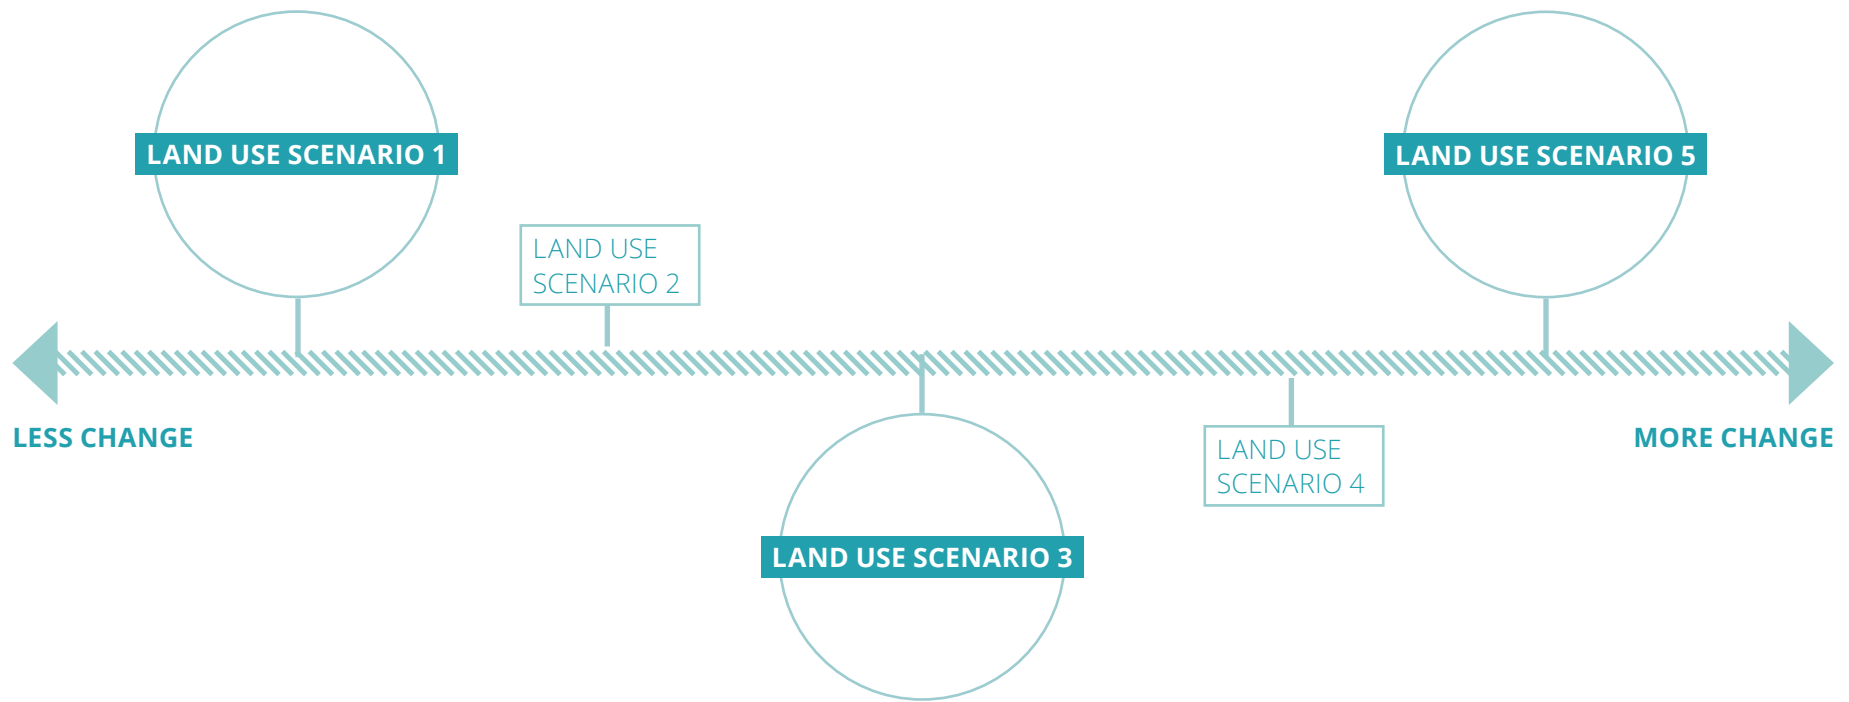 LAND USE SCENARIO 1
LAND USE SCENARIO 5
LAND USE
SCENARIO 2
LESS CHANGE
MORE CHANGE
LAND USE
SCENARIO 4
LAND USE SCENARIO 3